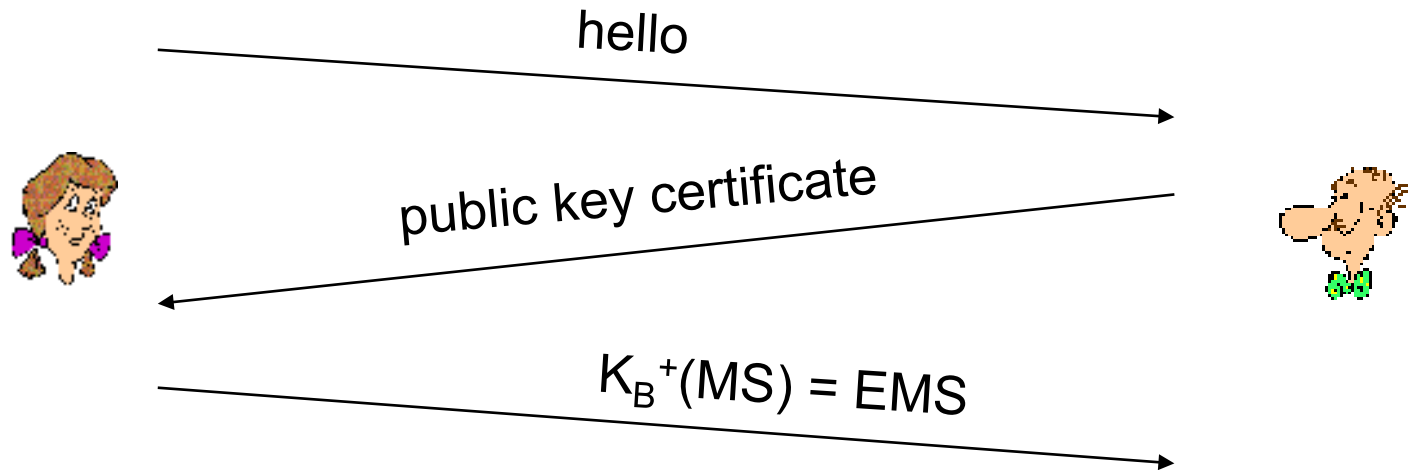 hello
public key certificate
K_B^+(MS) = EMS